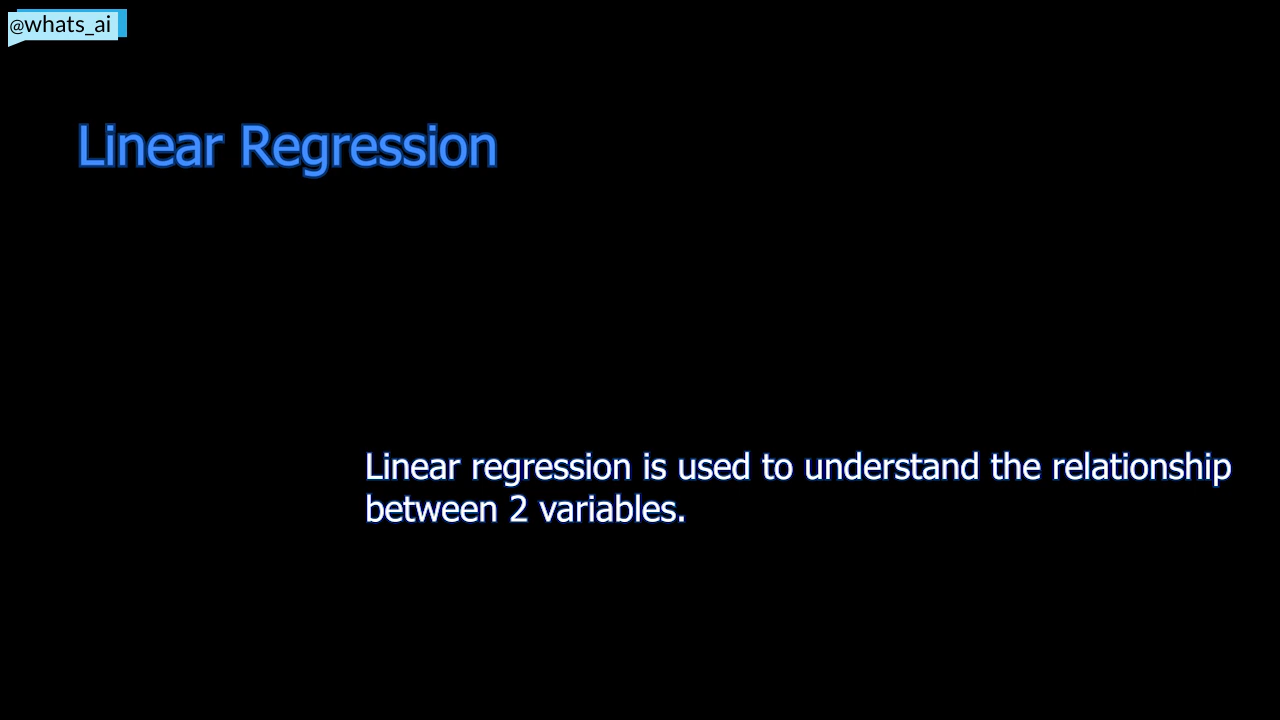 @whats_ai
Linear Regression
Linear regression is used to understand the relationship
between 2 variables.